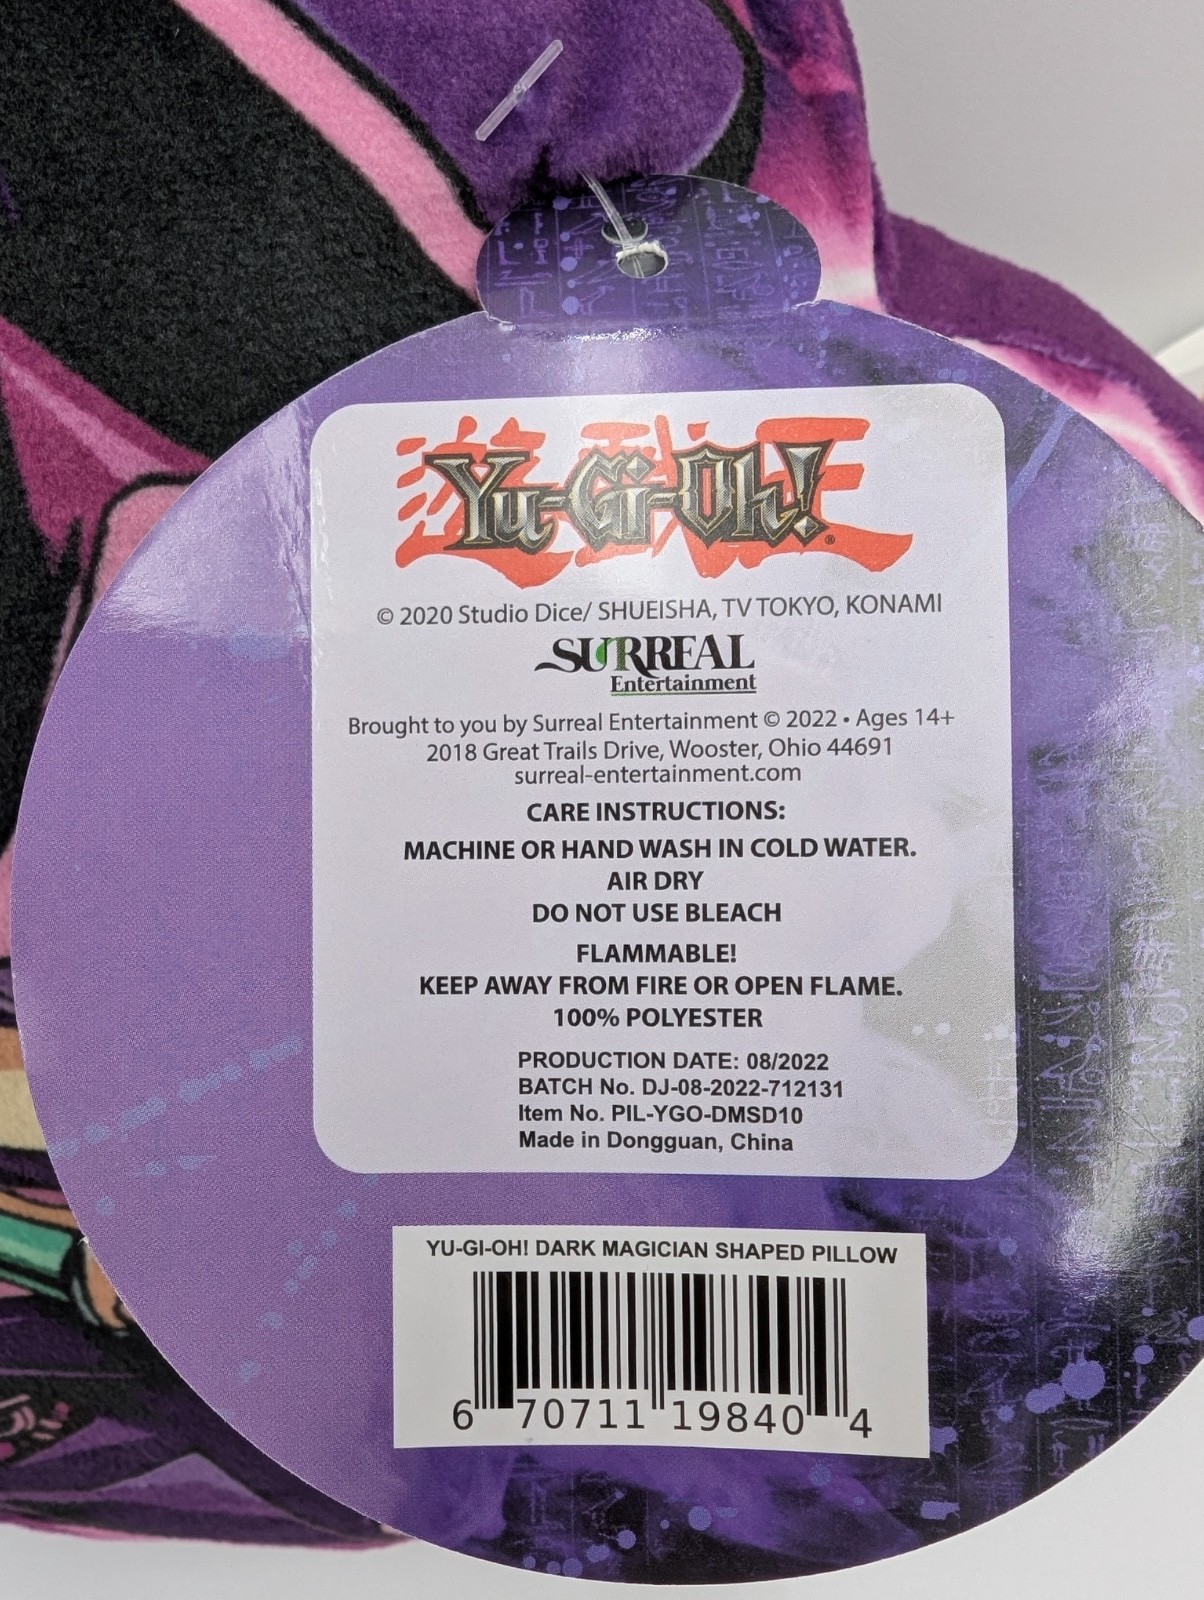 遊戯王
Yu-Gi-Oh!®
© 2020 Studio Dice/ SHUEISHA, TV TOKYO, KONAMI
SURREAL
Entertainment
Brought to you by Surreal Entertainment © 2022 • Ages 14+
2018 Great Trails Drive, Wooster, Ohio 44691
surreal-entertainment.com
CARE INSTRUCTIONS:
MACHINE OR HAND WASH IN COLD WATER.
AIR DRY
DO NOT USE BLEACH
FLAMMABLE!
KEEP AWAY FROM FIRE OR OPEN FLAME.
100% POLYESTER
PRODUCTION DATE: 08/2022
BATCH No. DJ-08-2022-712131
Item No. PIL-YGO-DMSD10
Made in Dongguan, China
YU-GI-OH! DARK MAGICIAN SHAPED PILLOW
6 70711 19840 4